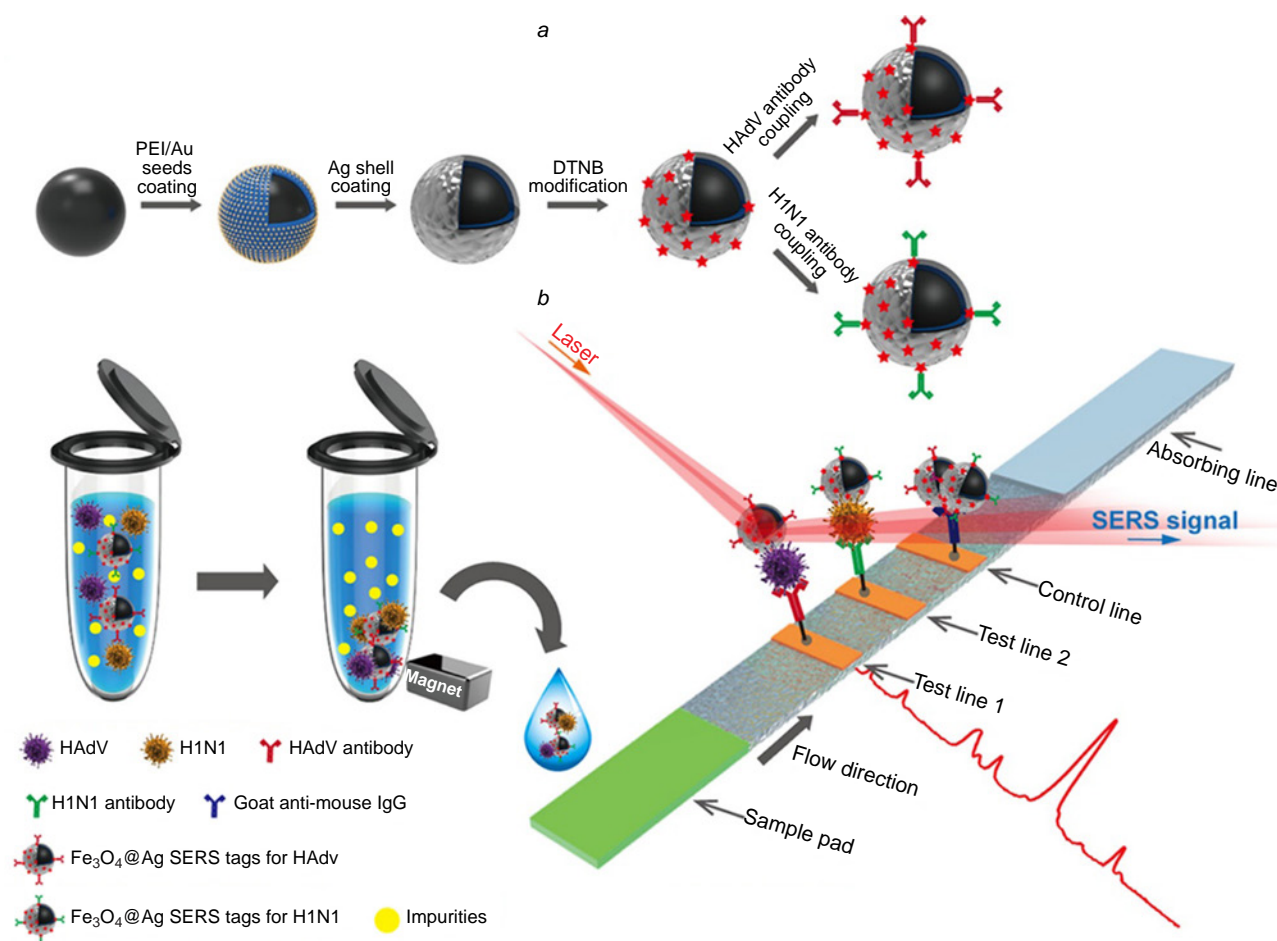 a
PEI/Au
seeds
coating
Ag shell
coating
DTNB
modification
HAdV antibody
coupling
H1N1 antibody
coupling
b
Laser
Absorbing line
SERS signal
Control line
Test line 2
Test line 1
Flow direction
Sample pad
Magnet
HAdV
H1N1
HAdV antibody
H1N1 antibody
Goat anti-mouse IgG
Fe₃O₄@Ag SERS tags for HAdv
Fe₃O₄@Ag SERS tags for H1N1
Impurities